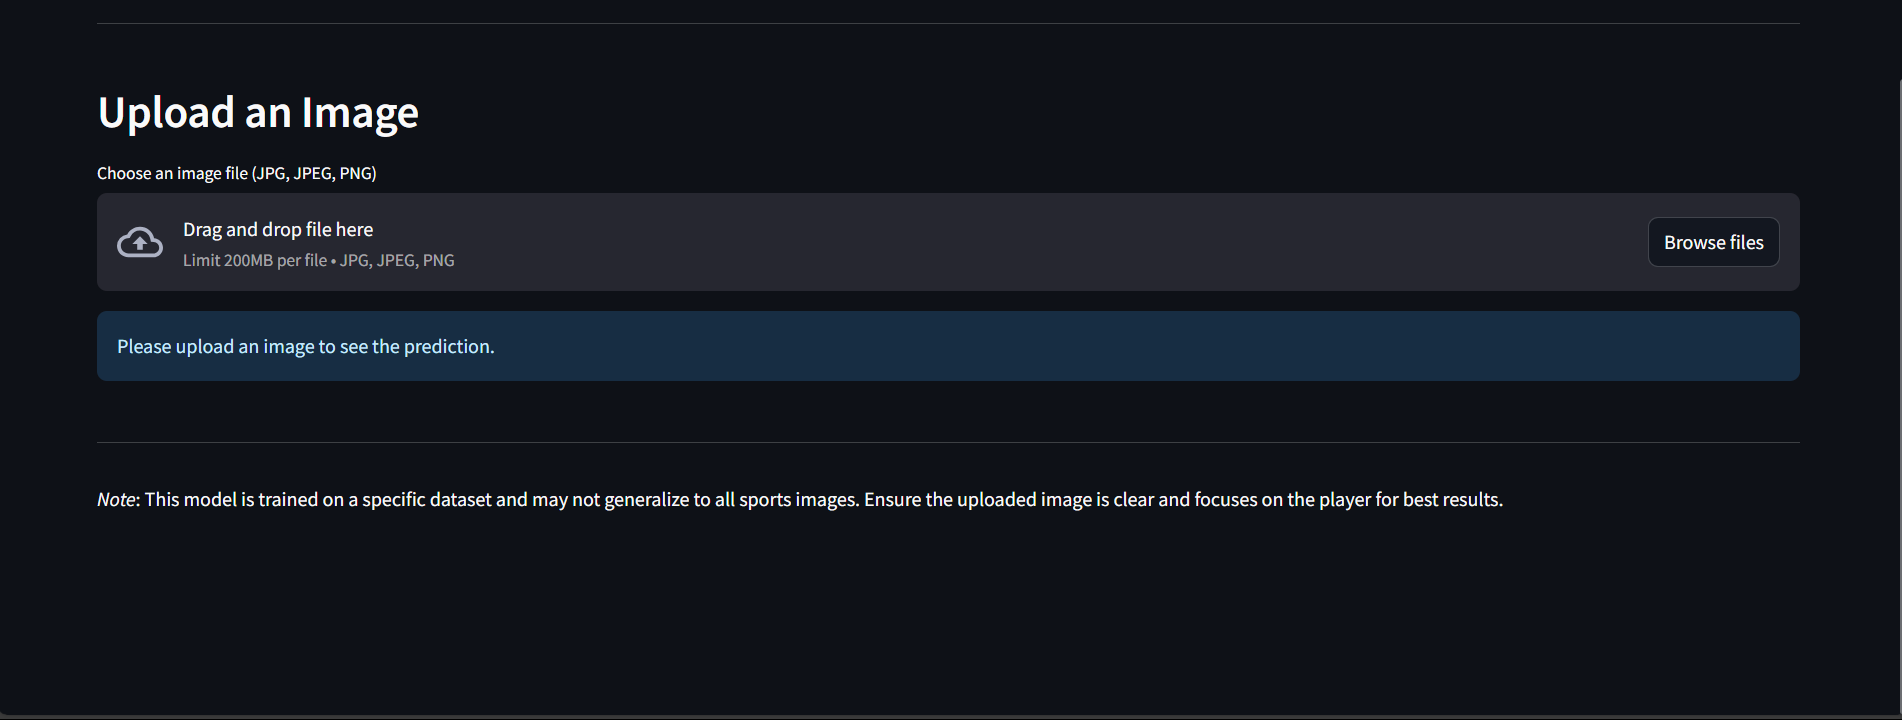 Upload an Image
Choose an image file (JPG, JPEG, PNG)
Drag and drop file here
Limit 200MB per file • JPG, JPEG, PNG
Browse files
Please upload an image to see the prediction.
Note: This model is trained on a specific dataset and may not generalize to all sports images. Ensure the uploaded image is clear and focuses on the player for best results.